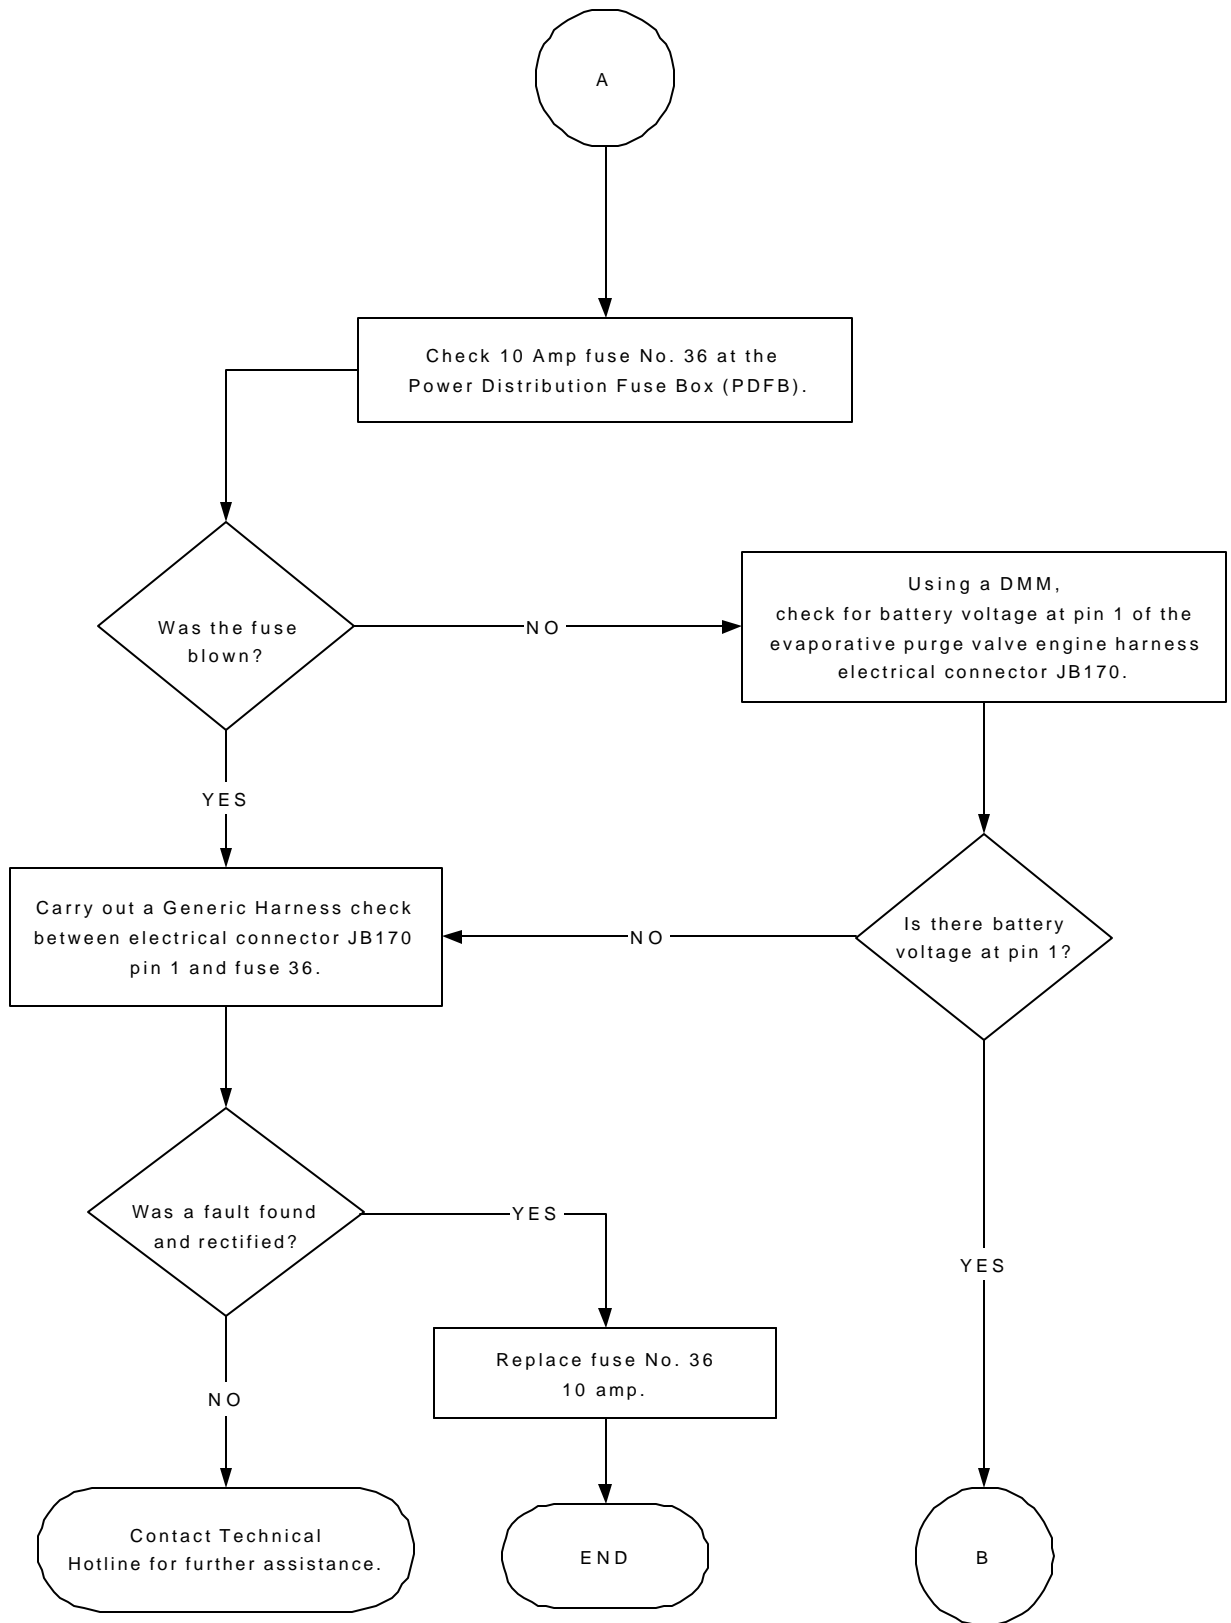 A
Check 10 Amp fuse No. 36 at the
Power Distribution Fuse Box (PDFB).
Was the fuse
blown?
NO
Using a DMM,
check for battery voltage at pin 1 of the
evaporative purge valve engine harness
electrical connector JB170.
YES
Carry out a Generic Harness check
between electrical connector JB170
pin 1 and fuse 36.
NO
Is there battery
voltage at pin 1?
Was a fault found
and rectified?
YES
YES
Replace fuse No. 36
10 amp.
NO
Contact Technical
Hotline for further assistance.
END
B